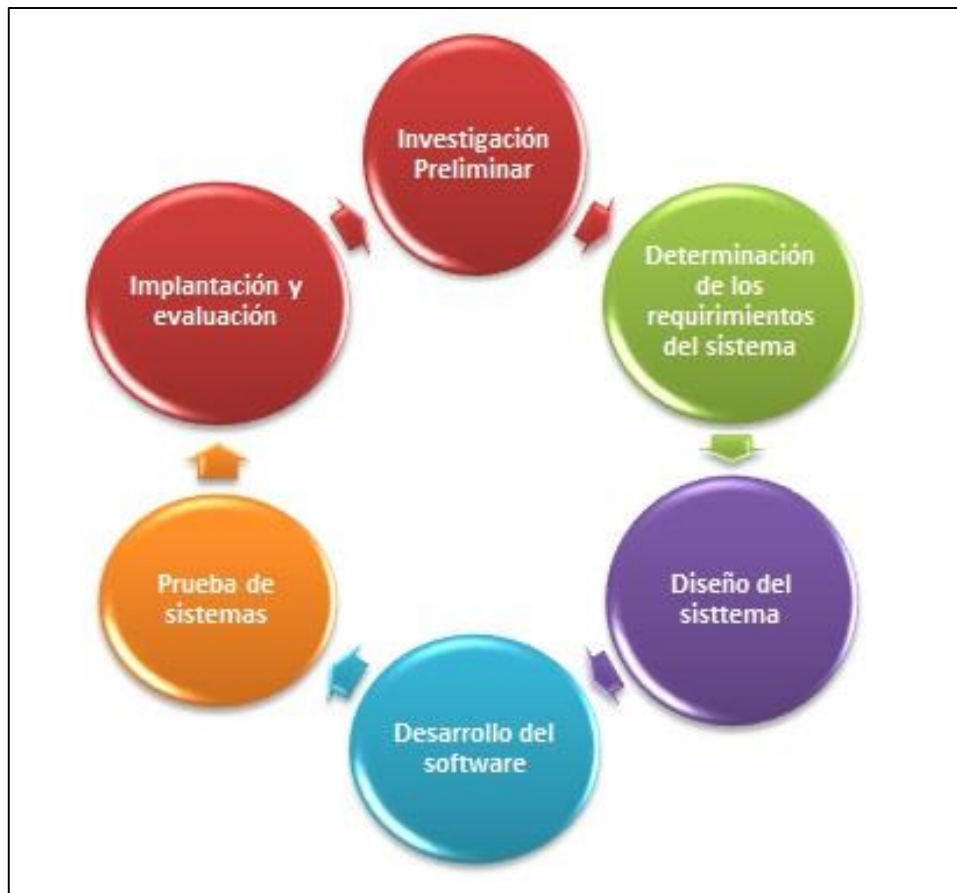 Investigación
Preliminar
Determinación
de los
requirimientos
del sistema
Diseño del
sisttema
Desarrollo del
software
Prueba de
sistemas
Implantación y
evaluación